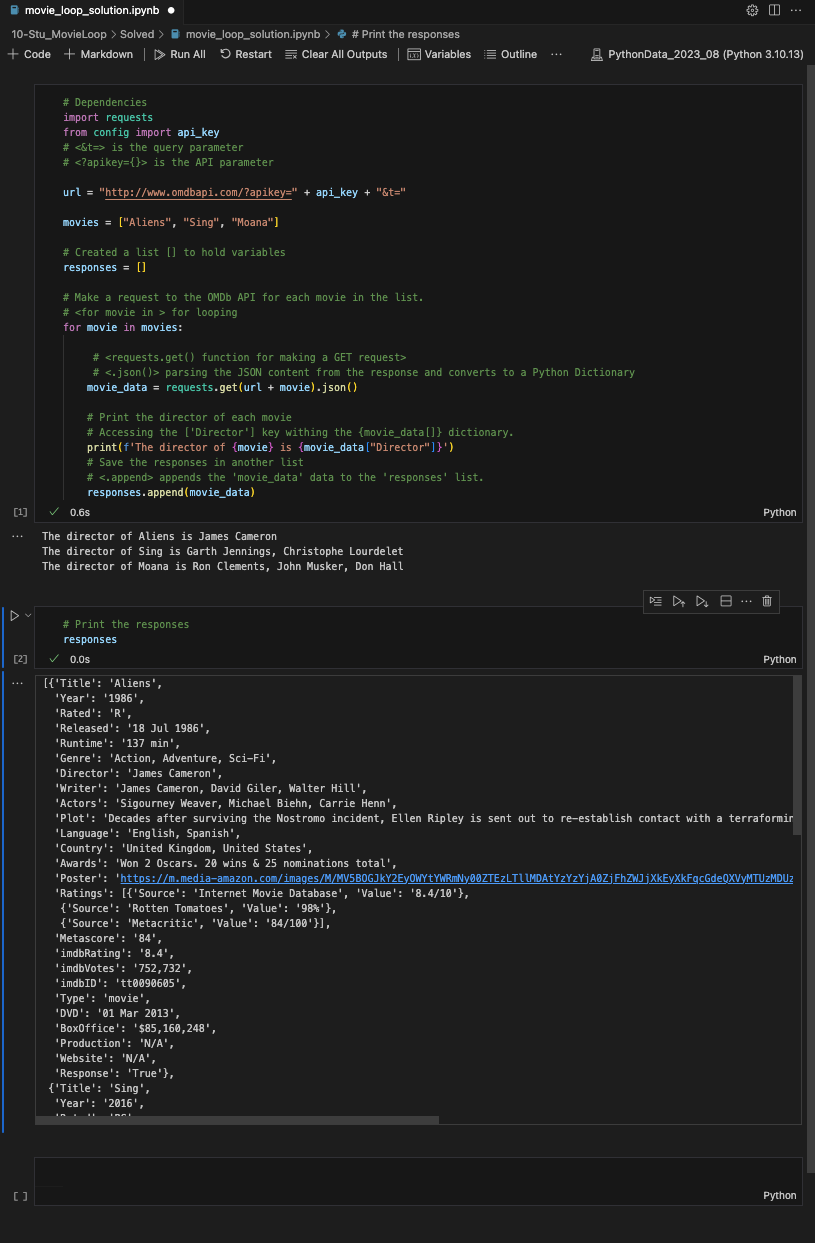 movie_loop_solution.ipynb
10-Stu_MovieLoop > Solved > movie_loop_solution.ipynb > # Print the responses
+ Code + Markdown | Run All Restart Clear All Outputs | Variables Outline ... PythonData_2023_08 (Python 3.10.13)
# Dependencies
import requests
from config import api_key
# <&t=> is the query parameter
# <?apikey={}> is the API parameter
url = "http://www.omdbapi.com/?apikey=" + api_key + "&t="
movies = ["Aliens", "Sing", "Moana"]
# Created a list [] to hold variables
responses = []
# Make a request to the OMDb API for each movie in the list.
# <for movie in > for looping
for movie in movies:
# <requests.get() function for making a GET request>
# <.json()> parsing the JSON content from the response and converts to a Python Dictionary
movie_data = requests.get(url + movie).json()
# Print the director of each movie
# Accessing the ['Director'] key withing the {movie_data[]} dictionary.
print(f'The director of {movie} is {movie_data["Director"]}')
# Save the responses in another list
# <.append> appends the 'movie_data' data to the 'responses' list.
responses.append(movie_data)
[1] 0.6s Python
... The director of Aliens is James Cameron
The director of Sing is Garth Jennings, Christophe Lourdelet
The director of Moana is Ron Clements, John Musker, Don Hall
# Print the responses
responses
[2] 0.0s Python
... [{'Title': 'Aliens',
'Year': '1986',
'Rated': 'R',
'Released': '18 Jul 1986',
'Runtime': '137 min',
'Genre': 'Action, Adventure, Sci-Fi',
'Director': 'James Cameron',
'Writer': 'James Cameron, David Giler, Walter Hill',
'Actors': 'Sigourney Weaver, Michael Biehn, Carrie Henn',
'Plot': 'Decades after surviving the Nostromo incident, Ellen Ripley is sent out to re-establish contact with a terraformin
'Language': 'English, Spanish',
'Country': 'United Kingdom, United States',
'Awards': 'Won 2 Oscars. 20 wins & 25 nominations total',
'Poster': 'https://m.media-amazon.com/images/M/
'Ratings': [{'Source': 'Internet Movie Database', 'Value': '8.4/10'},
{'Source': 'Rotten Tomatoes', 'Value': '98%'},
{'Source': 'Metacritic', 'Value': '84/100'}],
'Metascore': '84',
'imdbRating': '8.4',
'imdbVotes': '752,732',
'imdbID': 'tt0090605',
'Type': 'movie',
'DVD': '01 Mar 2013',
'BoxOffice': '$85,160,248',
'Production': 'N/A',
'Website': 'N/A',
'Response': 'True'},
{'Title': 'Sing',
'Year': '2016',
[ ] Python